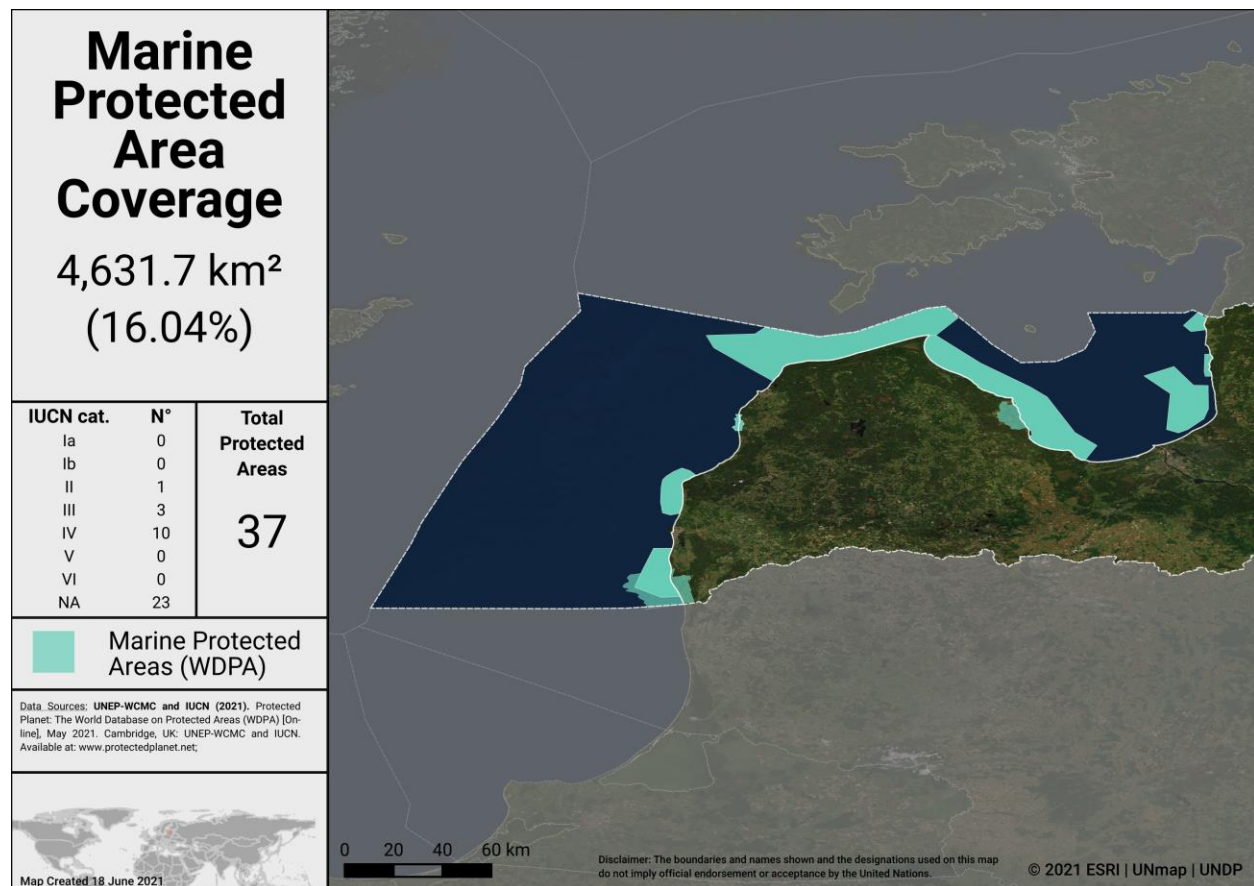 Marine
Protected
Area
Coverage
4,631.7 km²
(16.04%)
IUCN cat. N°
Ia 0
Ib 0
II 1
III 3
IV 10
V 0
VI 0
NA 23
Total
Protected
Areas
37
Marine Protected
Areas (WDPA)
Data Sources: UNEP-WCMC and IUCN (2021). Protected
Planet: The World Database on Protected Areas (WDPA) [On-
line], May 2021. Cambridge, UK: UNEP-WCMC and IUCN.
Available at: www.protectedplanet.net;
Map Created 18 June 2021
0 20 40 60 km
Disclaimer: The boundaries and names shown and the designations used on this map
do not imply official endorsement or acceptance by the United Nations.
© 2021 ESRI | UNmap | UNDP